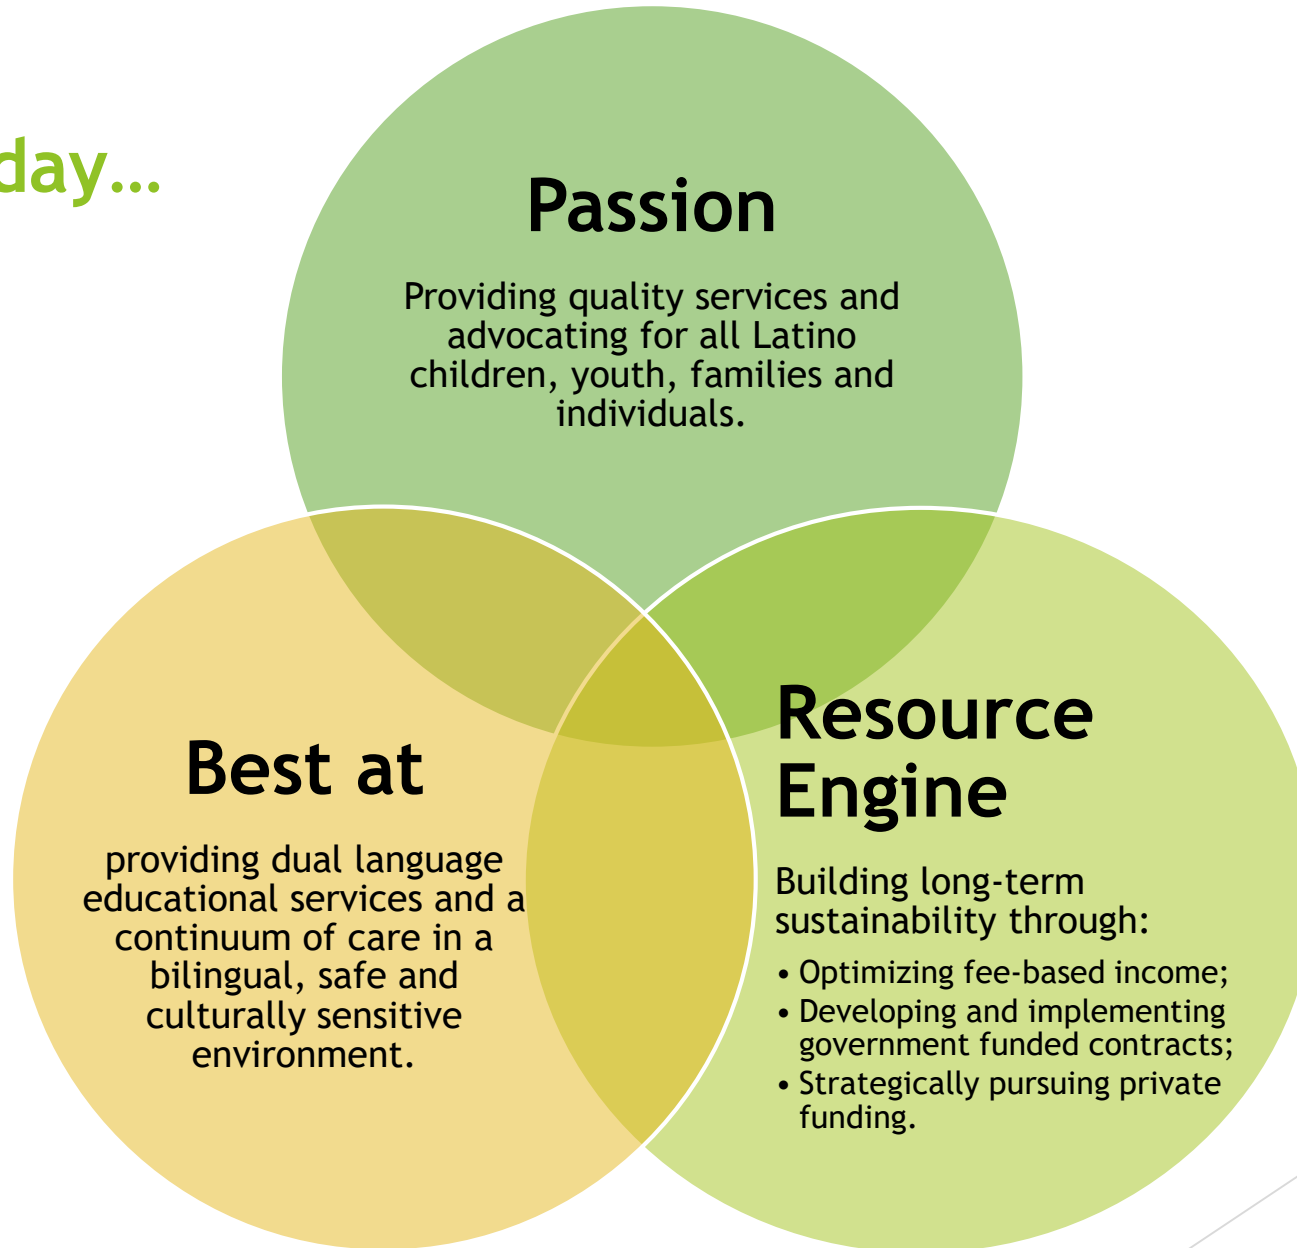 day…
Passion
Providing quality services and
advocating for all Latino
children, youth, families and
individuals.
Best at
providing dual language
educational services and a
continuum of care in a
bilingual, safe and
culturally sensitive
environment.
Resource
Engine
Building long-term
sustainability through:
• Optimizing fee-based income;
• Developing and implementing
government funded contracts;
• Strategically pursuing private
funding.